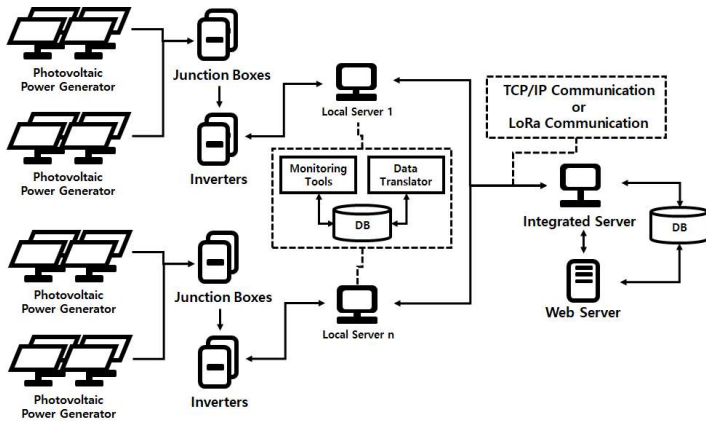 Photovoltaic
Power Generator
Junction Boxes
Photovoltaic
Power Generator
Inverters
Local Server 1
TCP/IP Communication
or
LoRa Communication
Monitoring
Tools
Data
Translator
DB
Integrated Server
DB
Web Server
Photovoltaic
Power Generator
Junction Boxes
Local Server n
Photovoltaic
Power Generator
Inverters